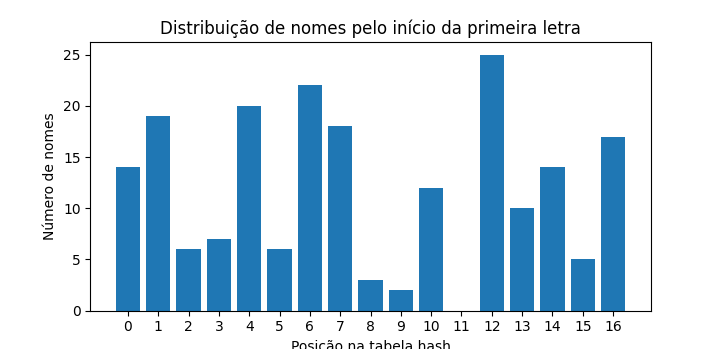 Distribuição de nomes pelo início da primeira letra
Número de nomes
25
20
15
10
5
0
0 1 2 3 4 5 6 7 8 9 10 11 12 13 14 15 16
Posição na tabela hash